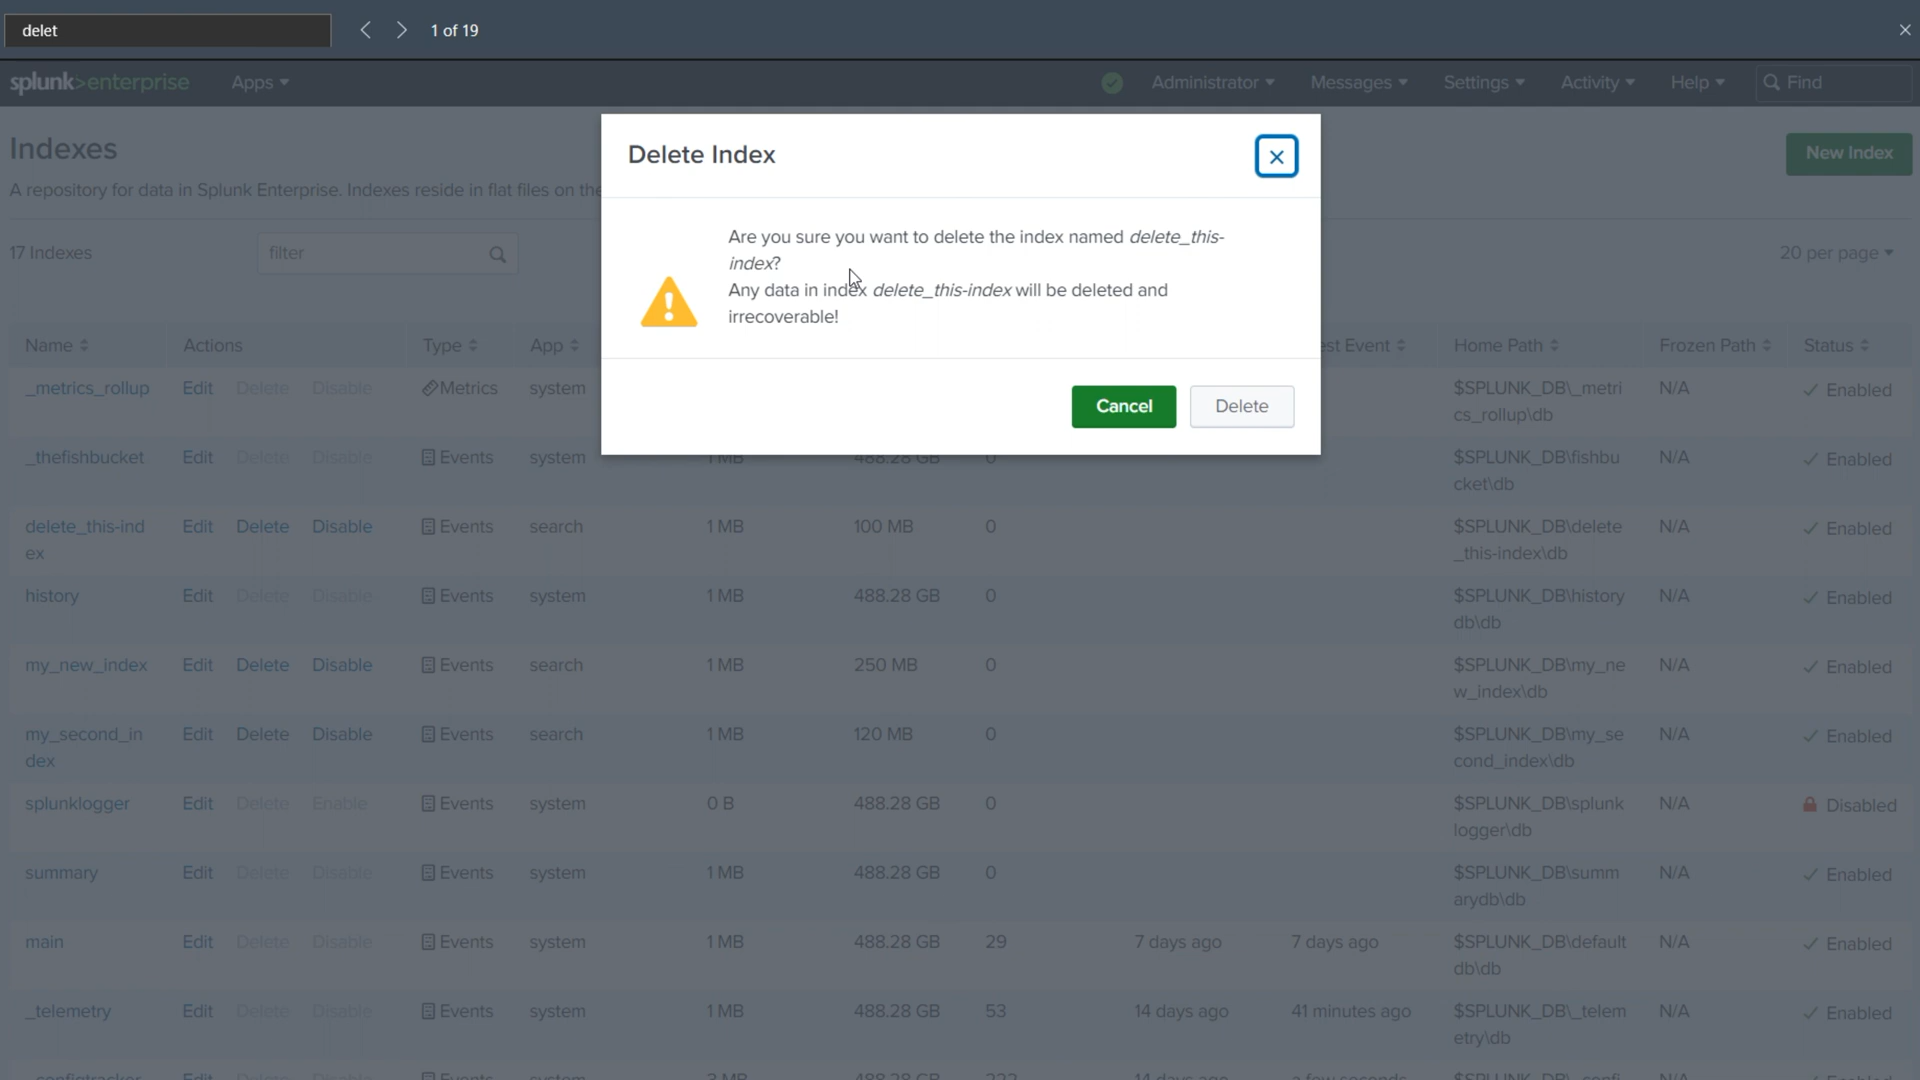 delet
1 of 19
splunk>enterprise Apps Administrator Messages Settings Activity Help Find
Indexes
New Index
A repository for data in Splunk Enterprise. Indexes reside in flat files on the
17 Indexes
filter
20 per page
Delete Index
Are you sure you want to delete the index named delete_this-
index?
Any data in index delete_this-index will be deleted and
irrecoverable!
Cancel Delete
Name Actions Type App est Event Home Path Frozen Path Status
_metrics_rollup Edit Delete Disable Metrics system $SPLUNK_DB\_metri N/A Enabled
cs_rollup\db
_thefishbucket Edit Delete Disable Events system 1 MB 488.28 GB 0 $SPLUNK_DB\fishbu N/A Enabled
cket\db
delete_this-ind Edit Delete Disable Events search 1 MB 100 MB 0 $SPLUNK_DB\delete N/A Enabled
ex _this-index\db
history Edit Delete Disable Events system 1 MB 488.28 GB 0 $SPLUNK_DB\history N/A Enabled
db\db
my_new_index Edit Delete Disable Events search 1 MB 250 MB 0 $SPLUNK_DB\my_ne N/A Enabled
w_index\db
my_second_in Edit Delete Disable Events search 1 MB 120 MB 0 $SPLUNK_DB\my_se N/A Enabled
dex cond_index\db
splunklogger Edit Delete Enable Events system 0 B 488.28 GB 0 $SPLUNK_DB\splunk N/A Disabled
logger\db
summary Edit Delete Disable Events system 1 MB 488.28 GB 0 $SPLUNK_DB\summ N/A Enabled
arydb\db
main Edit Delete Disable Events system 1 MB 488.28 GB 29 7 days ago 7 days ago $SPLUNK_DB\default N/A Enabled
db\db
_telemetry Edit Delete Disable Events system 1 MB 488.28 GB 53 14 days ago 41 minutes ago $SPLUNK_DB\_telem N/A Enabled
etry\db